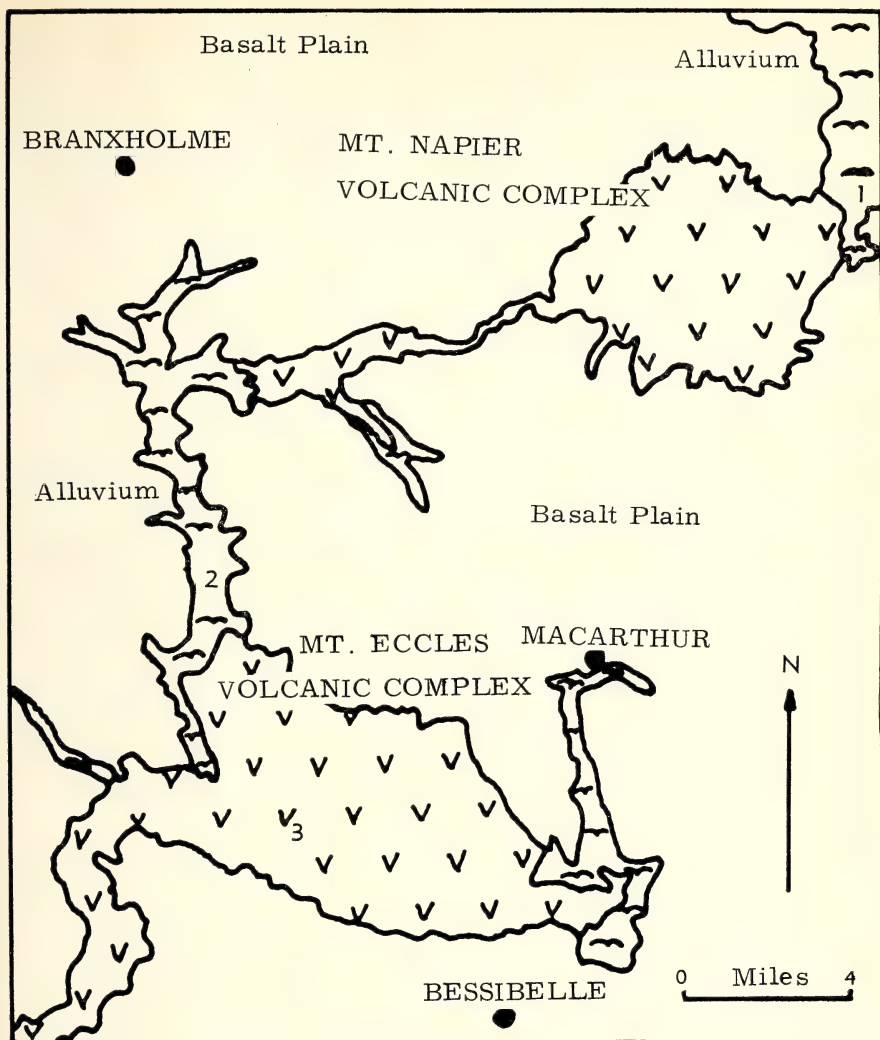 Basalt Plain
Alluvium
BRANXHOLME
MT. NAPIER
VOLCANIC COMPLEX
1
Alluvium
Basalt Plain
2
MT. ECCLES
VOLCANIC COMPLEX
MACARTHUR
N
3
BESSIBELLE
0 Miles 4